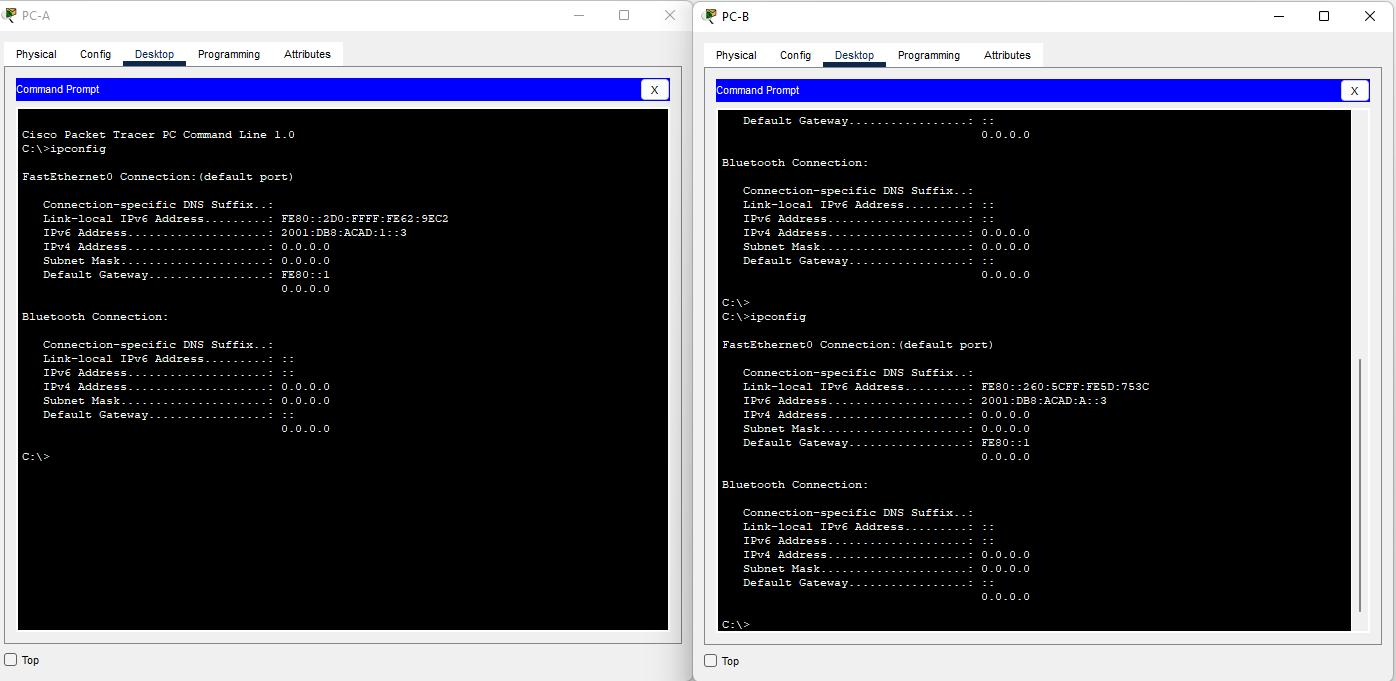 PC-A
Physical Config Desktop Programming Attributes
Command Prompt
X
Cisco Packet Tracer PC Command Line 1.0
C:\>ipconfig
FastEthernet0 Connection:(default port)
Connection-specific DNS Suffix..:
Link-local IPv6 Address.........: FE80::2D0:FFFF:FE62:9EC2
IPv6 Address....................: 2001:DB8:ACAD:1::3
IPv4 Address....................: 0.0.0.0
Subnet Mask.....................: 0.0.0.0
Default Gateway.................: FE80::1
0.0.0.0
Bluetooth Connection:
Connection-specific DNS Suffix..:
Link-local IPv6 Address.........: ::
IPv6 Address....................: ::
IPv4 Address....................: 0.0.0.0
Subnet Mask.....................: 0.0.0.0
Default Gateway.................: ::
0.0.0.0
C:\>
Top
PC-B
Physical Config Desktop Programming Attributes
Command Prompt
X
Default Gateway.................: ::
0.0.0.0
Bluetooth Connection:
Connection-specific DNS Suffix..:
Link-local IPv6 Address.........: ::
IPv6 Address....................: ::
IPv4 Address....................: 0.0.0.0
Subnet Mask.....................: 0.0.0.0
Default Gateway.................: ::
0.0.0.0
C:\>
C:\>ipconfig
FastEthernet0 Connection:(default port)
Connection-specific DNS Suffix..:
Link-local IPv6 Address.........: FE80::260:5CFF:FE5D:753C
IPv6 Address....................: 2001:DB8:ACAD:A::3
IPv4 Address....................: 0.0.0.0
Subnet Mask.....................: 0.0.0.0
Default Gateway.................: FE80::1
0.0.0.0
Bluetooth Connection:
Connection-specific DNS Suffix..:
Link-local IPv6 Address.........: ::
IPv6 Address....................: ::
IPv4 Address....................: 0.0.0.0
Subnet Mask.....................: 0.0.0.0
Default Gateway.................: ::
0.0.0.0
C:\>
Top